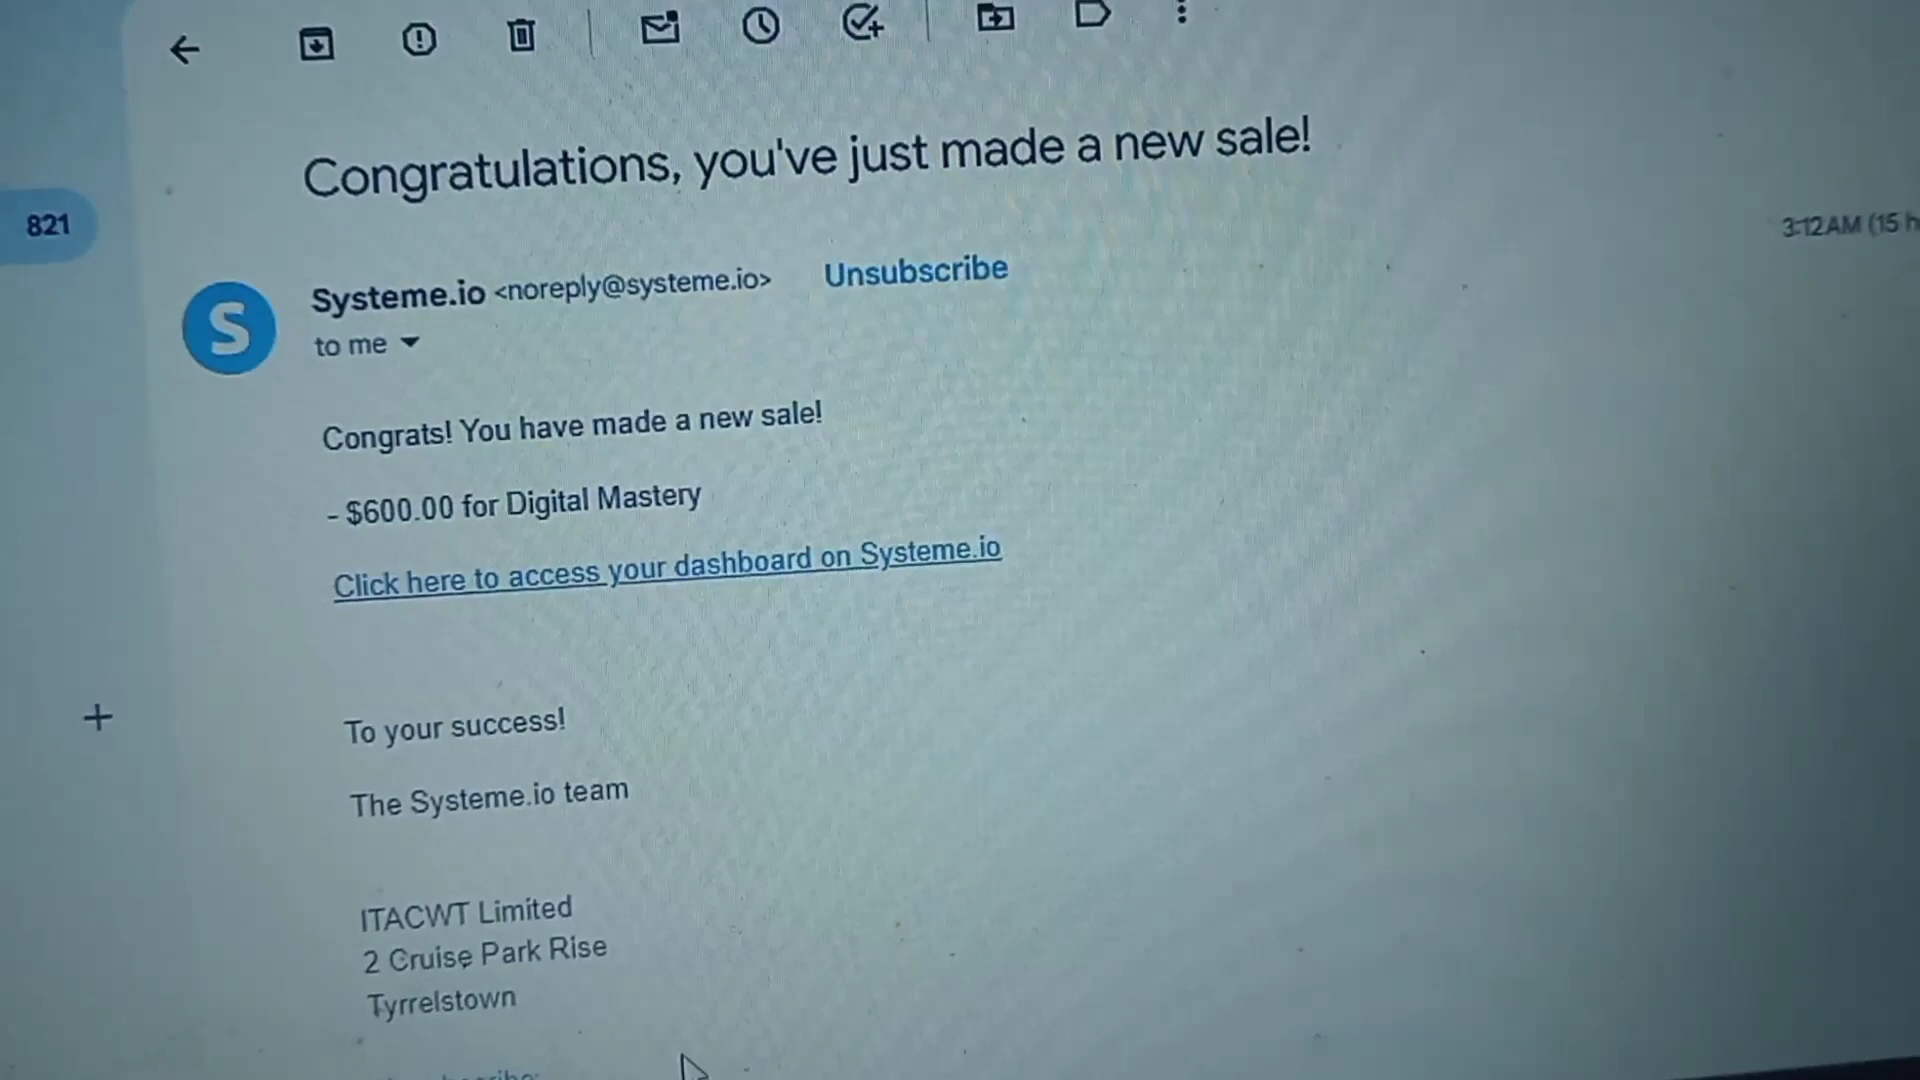 Congratulations, you've just made a new sale!
821
3:12 AM (15 h
S
Systeme.io <noreply@systeme.io> Unsubscribe
to me
Congrats! You have made a new sale!
- $600.00 for Digital Mastery
Click here to access your dashboard on Systeme.io
To your success!
The Systeme.io team
ITACWT Limited
2 Cruise Park Rise
Tyrrelstown